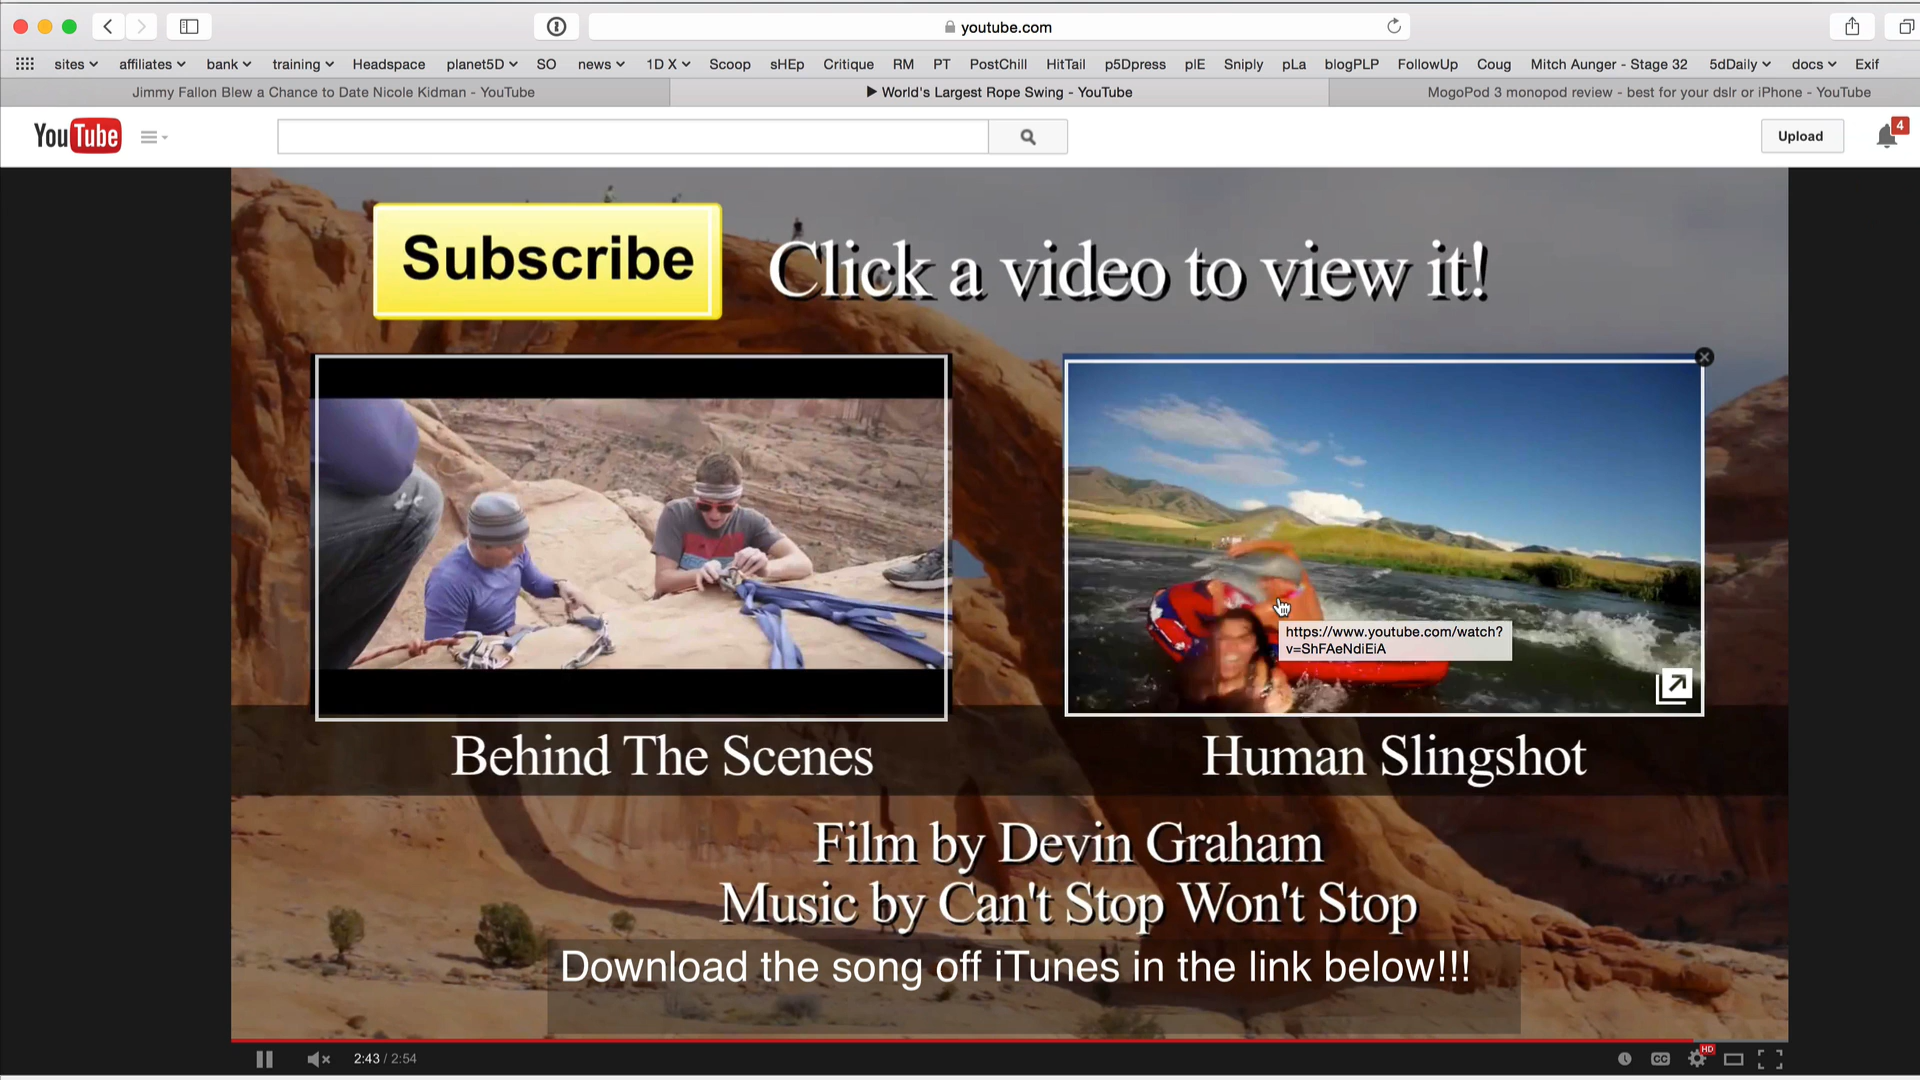 youtube.com
sites affiliates bank training Headspace planet5D SO news 1D X Scoop sHEp Critique RM PT PostChill HitTail p5Dpress plE Sniply pLa blogPLP FollowUp Coug Mitch Aunger - Stage 32 5dDaily docs Exif
Jimmy Fallon Blew a Chance to Date Nicole Kidman - YouTube
World's Largest Rope Swing - YouTube
MogoPod 3 monopod review - best for your dslr or iPhone - YouTube
YouTube
Upload
4
Subscribe
Click a video to view it!
https://www.youtube.com/watch?
v=ShFAeNdiEiA
Behind The Scenes
Human Slingshot
Film by Devin Graham
Music by Can't Stop Won't Stop
Download the song off iTunes in the link below!!!
2:43 / 2:54
CC
HD